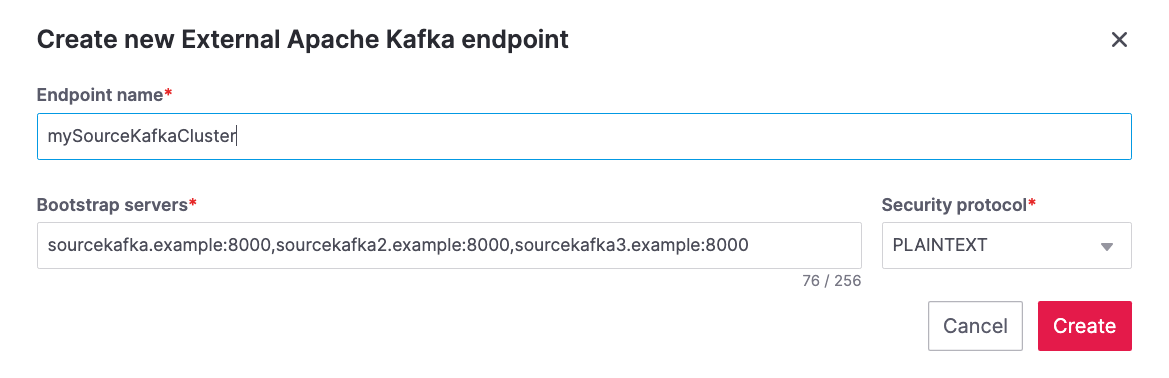 Create new External Apache Kafka endpoint
Endpoint name*
mySourceKafkaCluster
Bootstrap servers* Security protocol*
sourcekafka.example:8000,sourcekafka2.example:8000,sourcekafka3.example:8000 PLAINTEXT
76 / 256
Cancel Create